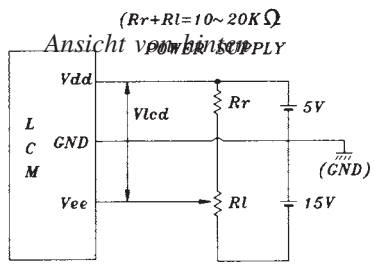 (Rr+Rl=10~20KΩ)
Ansicht von hinten
POWER SUPPLY
Vdd
Rr
5V
Vlcd
L
C
M
GND
(GND)
Vee
Rl
15V